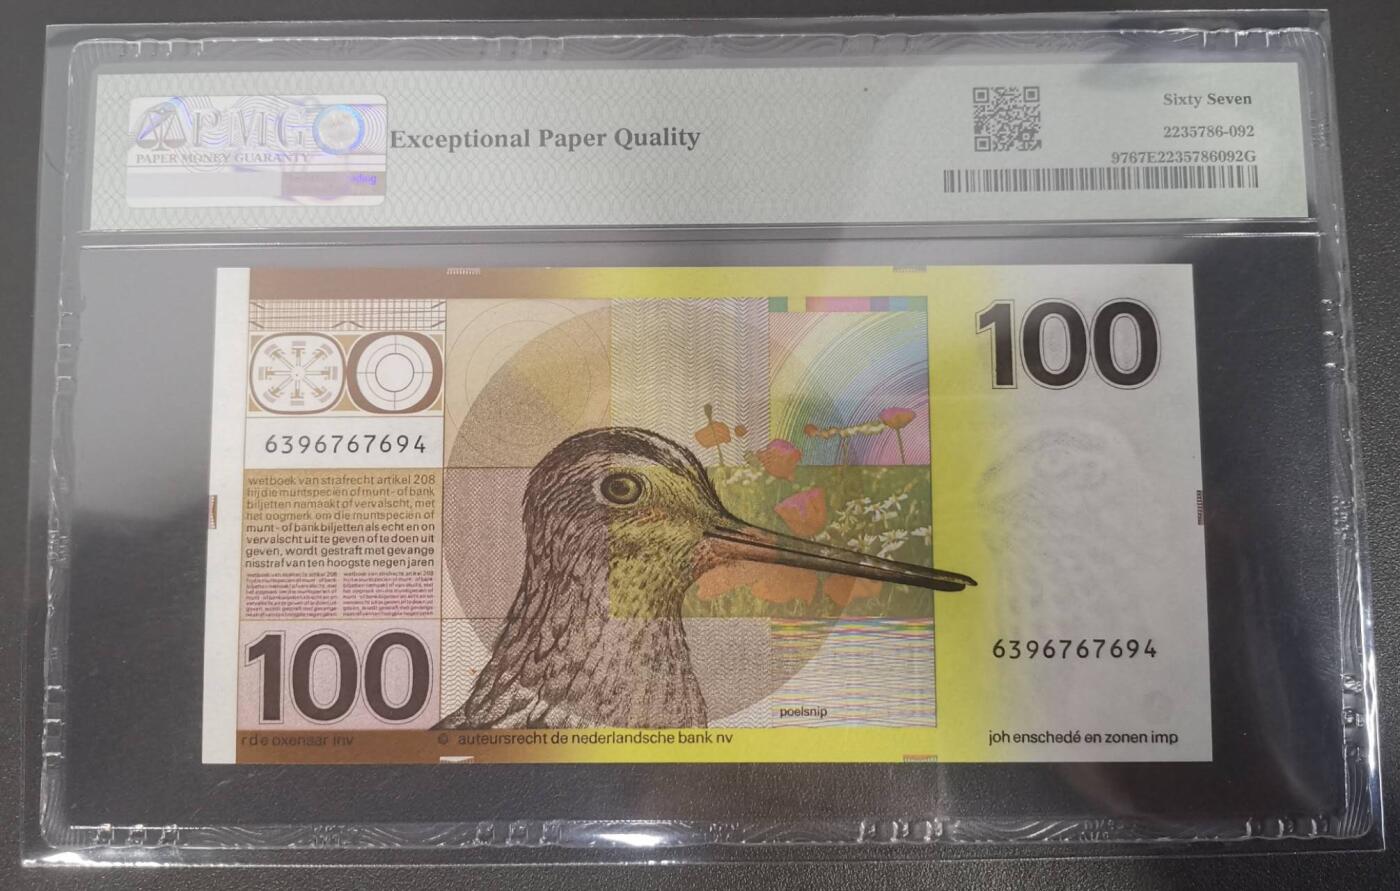 PMG
PAPER MONEY GUARANTY
Exceptional Paper Quality
Sixty Seven
2235786-092
9767E2235786092G
100
6396767694
wetboek van strafrecht artikel 208
hij die muntspeciën of munt- of bank
biljetten namaakt of vervalscht, met
het oogmerk om die muntspeciën of
munt- of bankbiljetten als echt en on
vervalscht uit te geven of te doen uit
geven, wordt gestraft met gevange
nisstraf van ten hoogste negen jaren
100
6396767694
poelsnip
r d e oxenaar inv
© auteursrecht de nederlandsche bank nv
joh enschedé en zonen imp